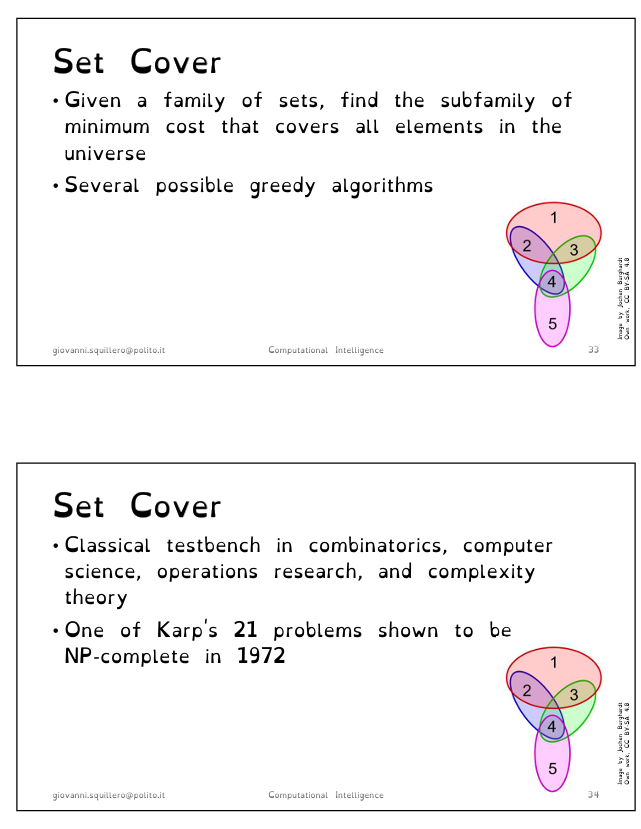 Set Cover
• Given a family of sets, find the subfamily of
minimum cost that covers all elements in the
universe
• Several possible greedy algorithms
1
2
3
4
5
Image by Jochen Burghardt
Own work, CC BY-SA 4.0
giovanni.squillero@polito.it
Computational Intelligence
33
Set Cover
• Classical testbench in combinatorics, computer
science, operations research, and complexity
theory
• One of Karp's 21 problems shown to be
NP-complete in 1972
1
2
3
4
5
Image by Jochen Burghardt
Own work, CC BY-SA 4.0
giovanni.squillero@polito.it
Computational Intelligence
34